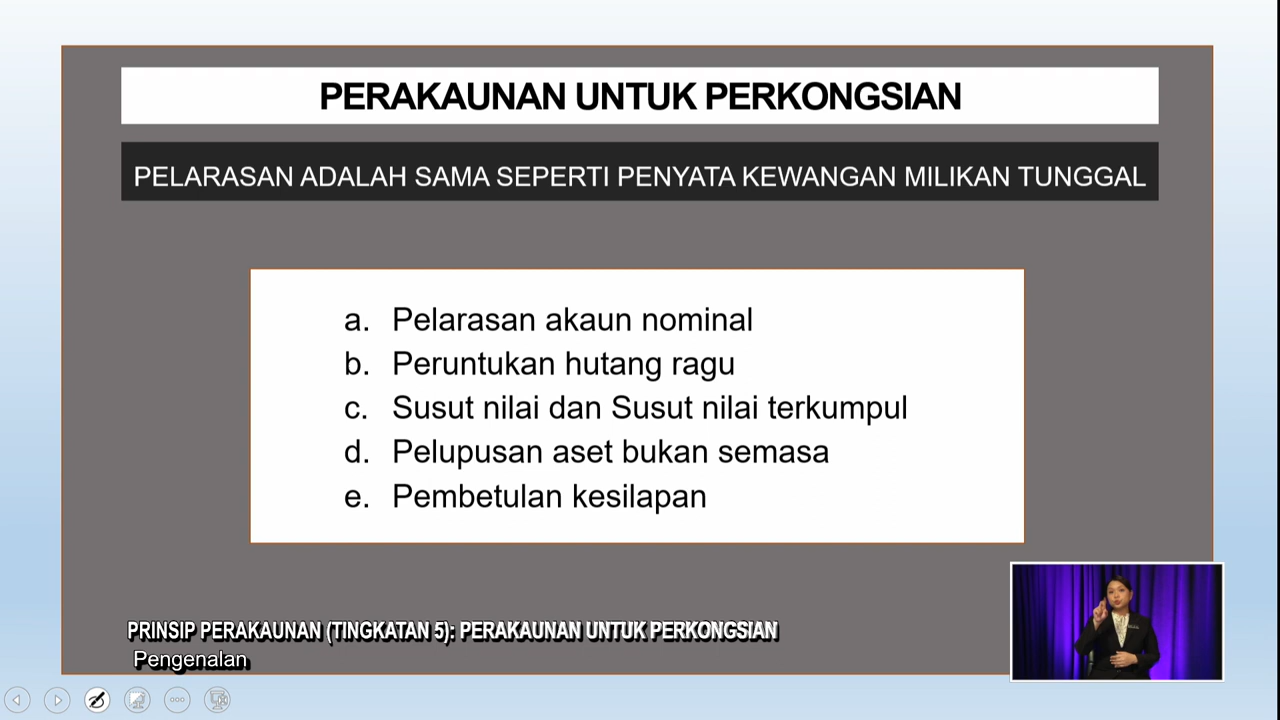 PERAKAUNAN UNTUK PERKONGSIAN
PELARASAN ADALAH SAMA SEPERTI PENYATA KEWANGAN MILIKAN TUNGGAL
a. Pelarasan akaun nominal
b. Peruntukan hutang ragu
c. Susut nilai dan Susut nilai terkumpul
d. Pelupusan aset bukan semasa
e. Pembetulan kesilapan
PRINSIP PERAKAUNAN (TINGKATAN 5): PERAKAUNAN UNTUK PERKONGSIAN
Pengenalan